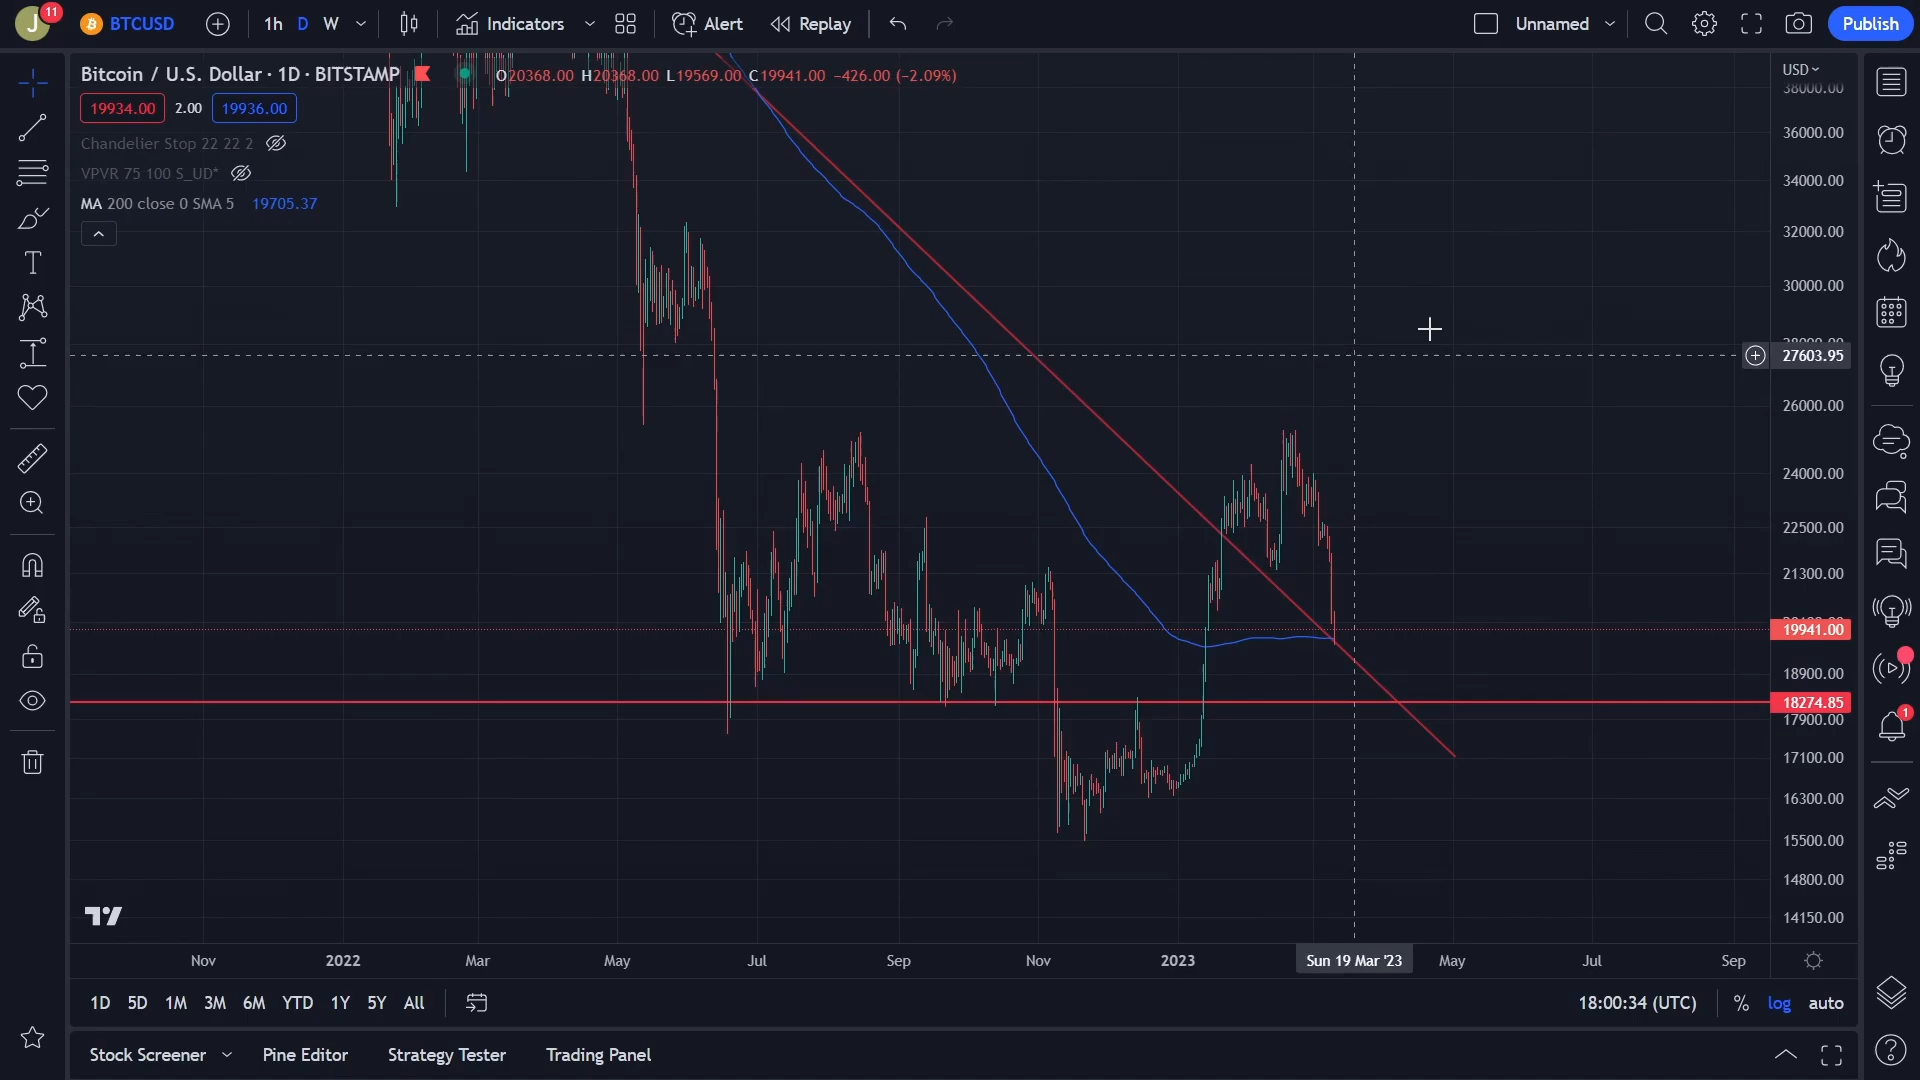 J 11 BTCUSD 1h D W Indicators Alert Replay Unnamed Publish
Bitcoin / U.S. Dollar · 1D · BITSTAMP O20368.00 H20368.00 L19569.00 C19941.00 −426.00 (−2.09%)
19934.00 2.00 19936.00
Chandelier Stop 22 22 2
VPVR 75 100 S_UD*
MA 200 close 0 SMA 5 19705.37
USD
38000.00
36000.00
34000.00
32000.00
30000.00
27603.95
26000.00
24000.00
22500.00
21300.00
19941.00
18900.00
18274.85
17900.00
17100.00
16300.00
15500.00
14800.00
14150.00
1
Nov 2022 Mar May Jul Sep Nov 2023 Sun 19 Mar '23 May Jul Sep
1D 5D 1M 3M 6M YTD 1Y 5Y All 18:00:34 (UTC) % log auto
Stock Screener Pine Editor Strategy Tester Trading Panel